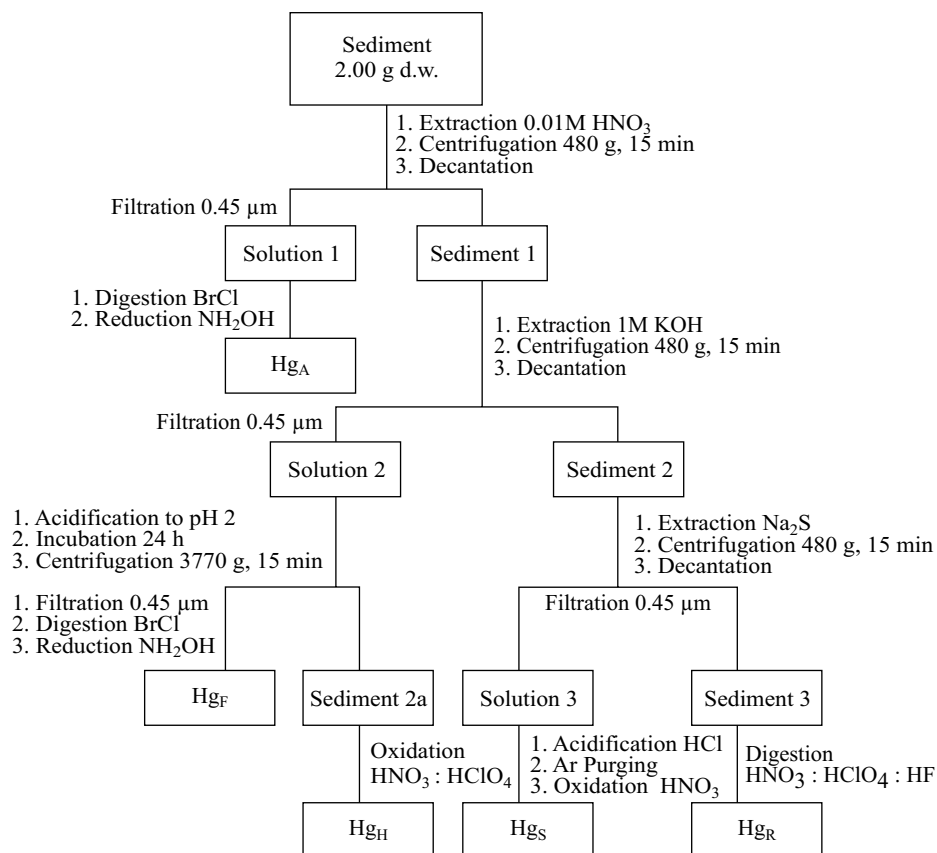 Sediment
2.00 g d.w.
1. Extraction 0.01M HNO₃
2. Centrifugation 480 g, 15 min
3. Decantation
Filtration 0.45 µm
Solution 1
Sediment 1
1. Digestion BrCl
2. Reduction NH₂OH
Hg_A
1. Extraction 1M KOH
2. Centrifugation 480 g, 15 min
3. Decantation
Filtration 0.45 µm
Solution 2
Sediment 2
1. Acidification to pH 2
2. Incubation 24 h
3. Centrifugation 3770 g, 15 min
1. Extraction Na₂S
2. Centrifugation 480 g, 15 min
3. Decantation
1. Filtration 0.45 µm
2. Digestion BrCl
3. Reduction NH₂OH
Filtration 0.45 µm
Hg_F
Sediment 2a
Solution 3
Sediment 3
Oxidation
HNO₃ : HClO₄
1. Acidification HCl
2. Ar Purging
3. Oxidation HNO₃
Digestion
HNO₃ : HClO₄ : HF
Hg_H
Hg_S
Hg_R